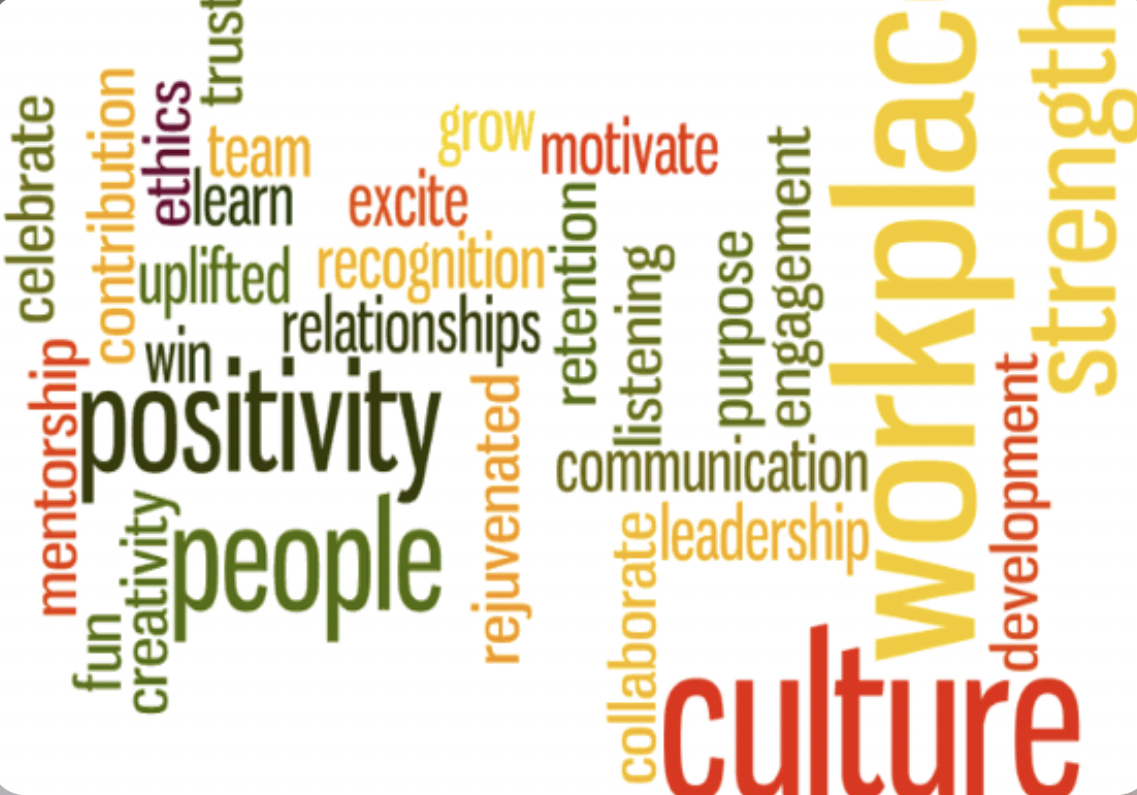 trust
celebrate
contribution
ethics
team
learn
grow
motivate
excite
uplifted
recognition
relationships
retention
listening
purpose
engagement
workplac
strength
win
positivity
mentorship
rejuvenated
communication
leadership
development
people
creativity
fun
collaborate
culture